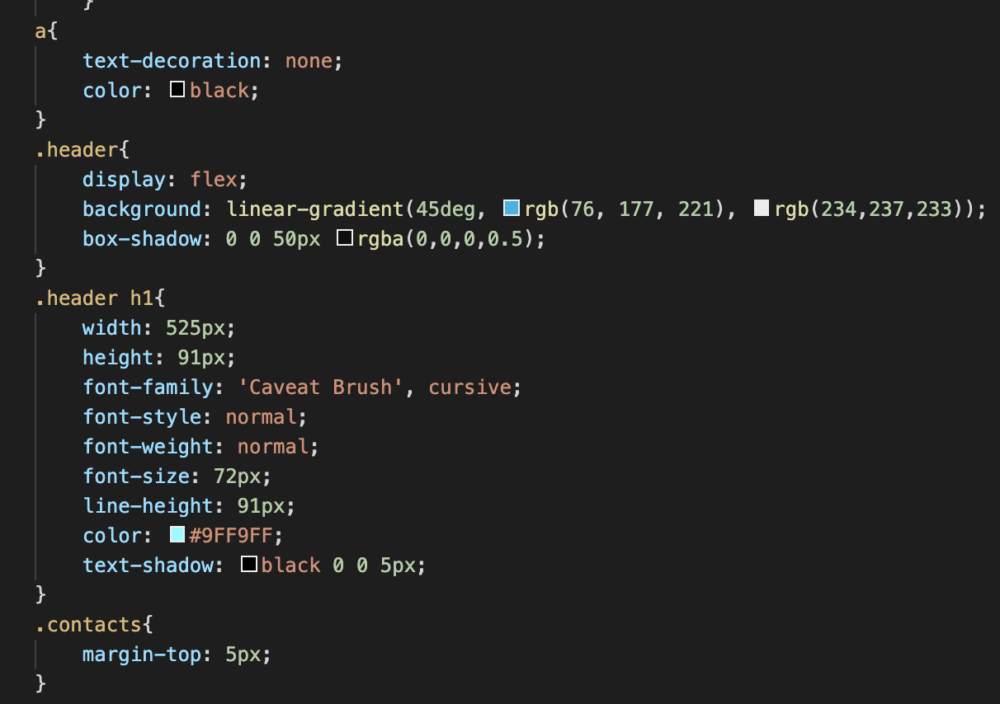 }
a{
text-decoration: none;
color: black;
}
.header{
display: flex;
background: linear-gradient(45deg, rgb(76, 177, 221), rgb(234,237,233));
box-shadow: 0 0 50px rgba(0,0,0,0.5);
}
.header h1{
width: 525px;
height: 91px;
font-family: 'Caveat Brush', cursive;
font-style: normal;
font-weight: normal;
font-size: 72px;
line-height: 91px;
color: #9FF9FF;
text-shadow: black 0 0 5px;
}
.contacts{
margin-top: 5px;
}